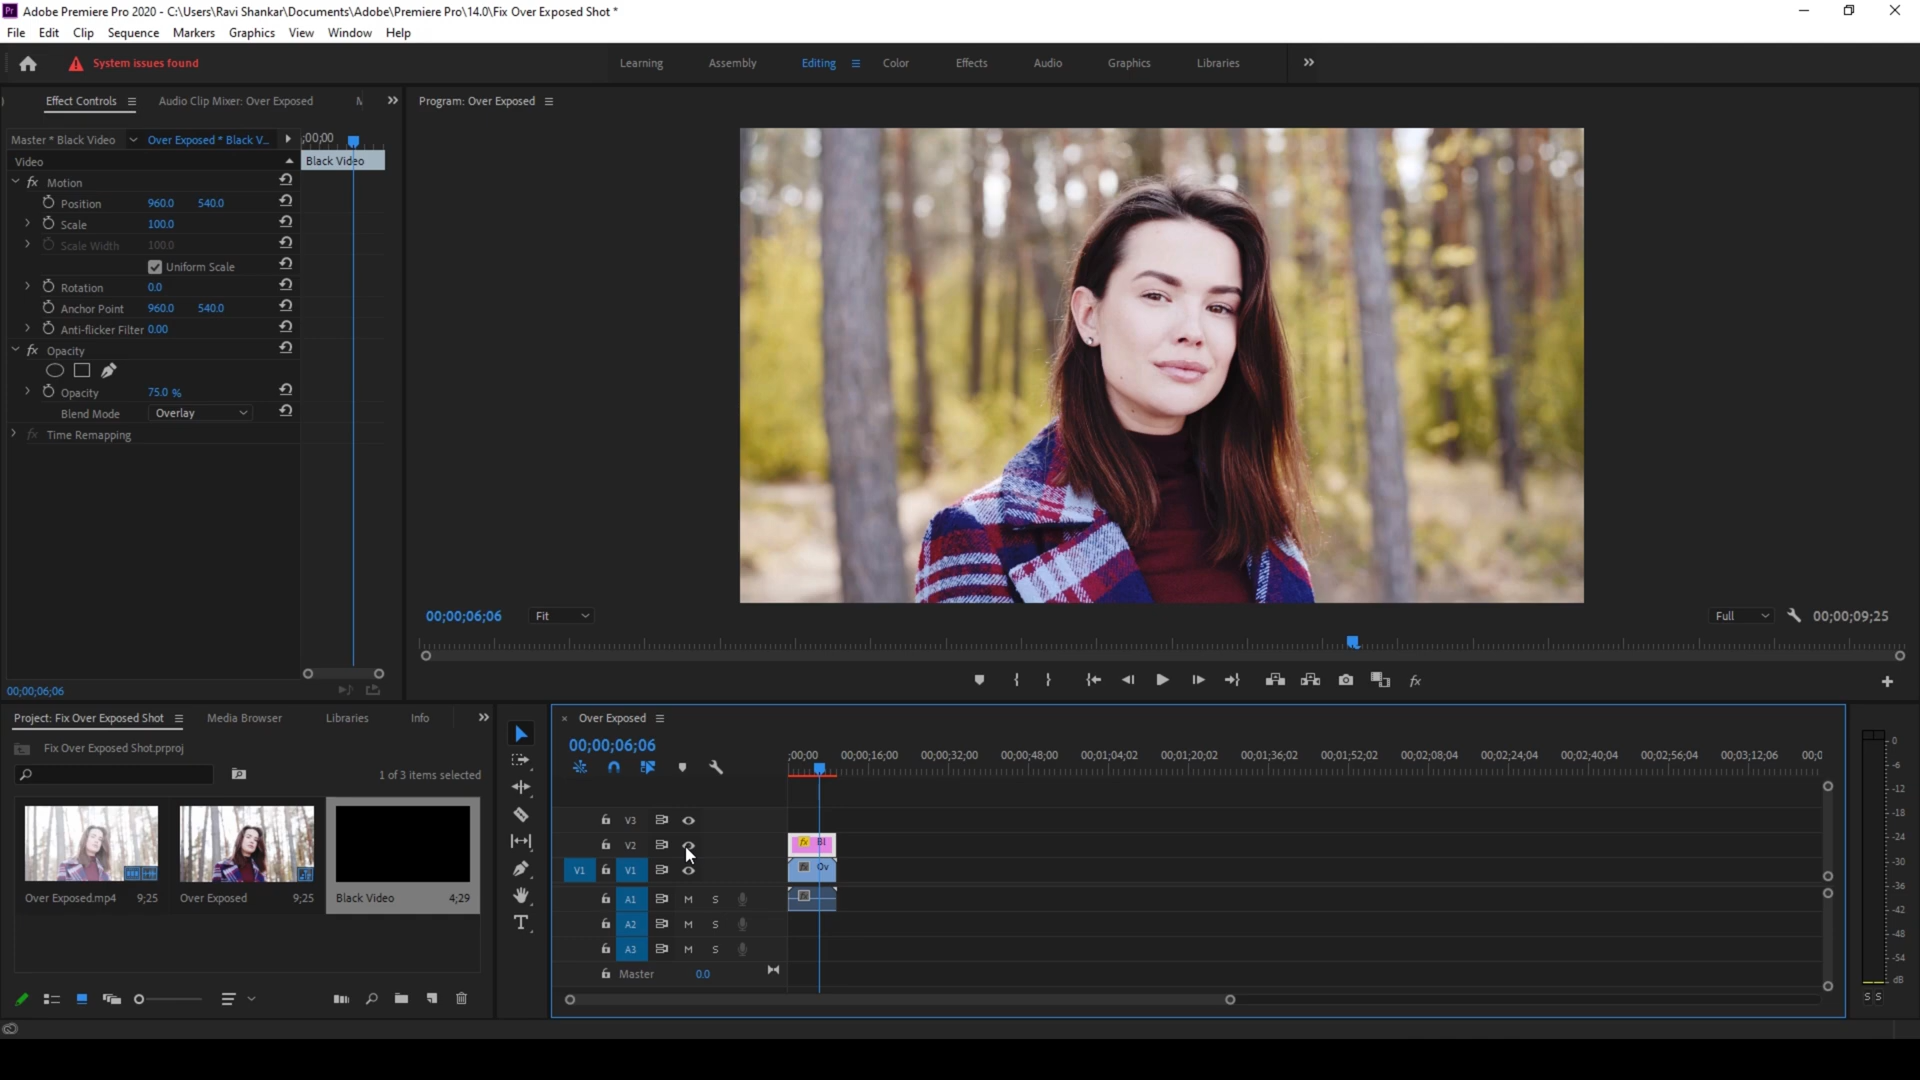 Adobe Premiere Pro 2020 - C:\Users\Ravi Shankar\Documents\Adobe\Premiere Pro\14.0\Fix Over Exposed Shot *
File Edit Clip Sequence Markers Graphics View Window Help
System issues found
Learning Assembly Editing Color Effects Audio Graphics Libraries
Effect Controls Audio Clip Mixer: Over Exposed
Program: Over Exposed
Master * Black Video Over Exposed * Black V... ;00;00
Video Black Video
fx Motion
Position 960.0 540.0
Scale 100.0
Scale Width 100.0
Uniform Scale
Rotation 0.0
Anchor Point 960.0 540.0
Anti-flicker Filter 0.00
fx Opacity
Opacity 75.0 %
Blend Mode Overlay
fx Time Remapping
00;00;06;06 Fit Full 00;00;09;25
00;00;06;06
Project: Fix Over Exposed Shot Media Browser Libraries Info
Fix Over Exposed Shot.prproj
1 of 3 items selected
Over Exposed.mp4 9;25 Over Exposed 9;25 Black Video 4;29
Over Exposed
00;00;06;06
;00;00 00;00;16;00 00;00;32;00 00;00;48;00 00;01;04;02 00;01;20;02 00;01;36;02 00;01;52;02 00;02;08;04 00;02;24;04 00;02;40;04 00;02;56;04 00;03;12;06 00;0
V3
V2 fx Bl
V1 V1 fx Ov
A1 M S
A2 M S
A3 M S
Master 0.0
0
-6
-12
-18
-24
-30
-36
-42
-48
-54
dB
S S